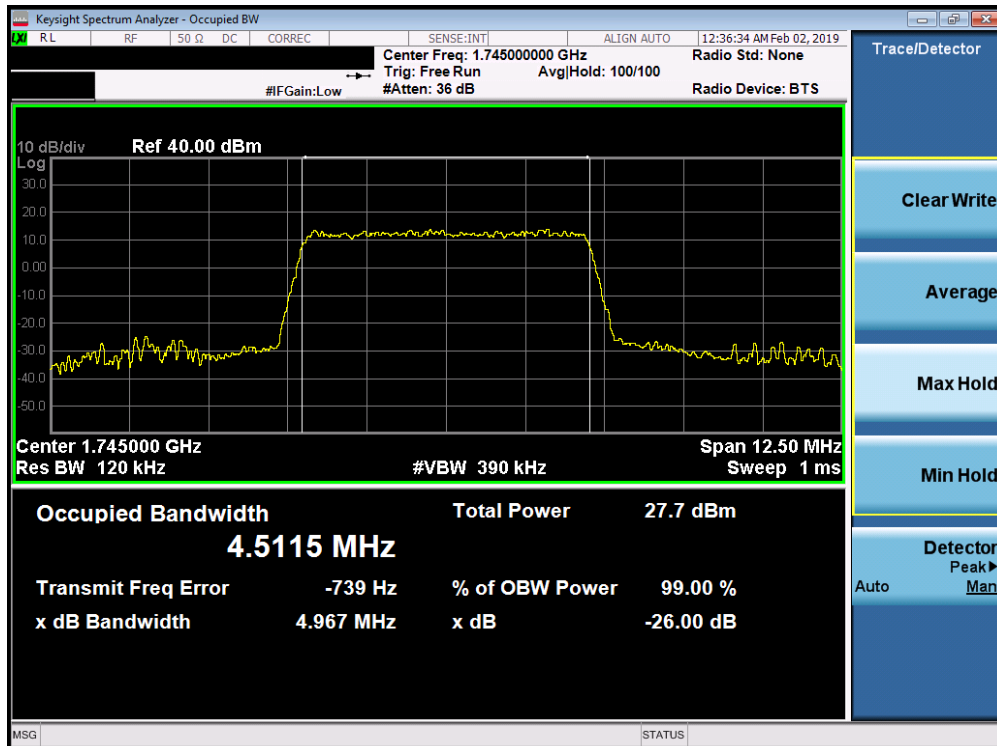 Keysight Spectrum Analyzer - Occupied BW
LXI RL RF 50 Ω DC CORREC SENSE:INT ALIGN AUTO 12:36:34 AM Feb 02, 2019
Center Freq: 1.745000000 GHz Radio Std: None
Trig: Free Run Avg|Hold: 100/100
#IFGain:Low #Atten: 36 dB Radio Device: BTS
10 dB/div Ref 40.00 dBm
Log
30.0
20.0
10.0
0.00
-10.0
-20.0
-30.0
-40.0
-50.0
Center 1.745000 GHz Span 12.50 MHz
Res BW 120 kHz #VBW 390 kHz Sweep 1 ms
Occupied Bandwidth Total Power 27.7 dBm
4.5115 MHz
Transmit Freq Error -739 Hz % of OBW Power 99.00 %
x dB Bandwidth 4.967 MHz x dB -26.00 dB
MSG STATUS
Trace/Detector
Clear Write
Average
Max Hold
Min Hold
Detector
Peak▶
Auto Man